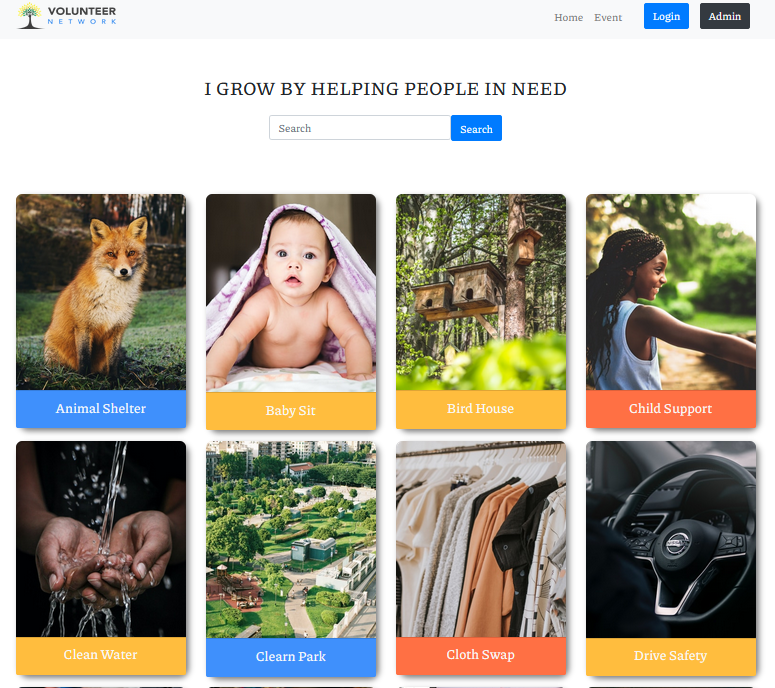 VOLUNTEER
NETWORK
Home Event Login Admin
I GROW BY HELPING PEOPLE IN NEED
Search Search
Animal Shelter Baby Sit Bird House Child Support
NISSAN
Clean Water Clearn Park Cloth Swap Drive Safety